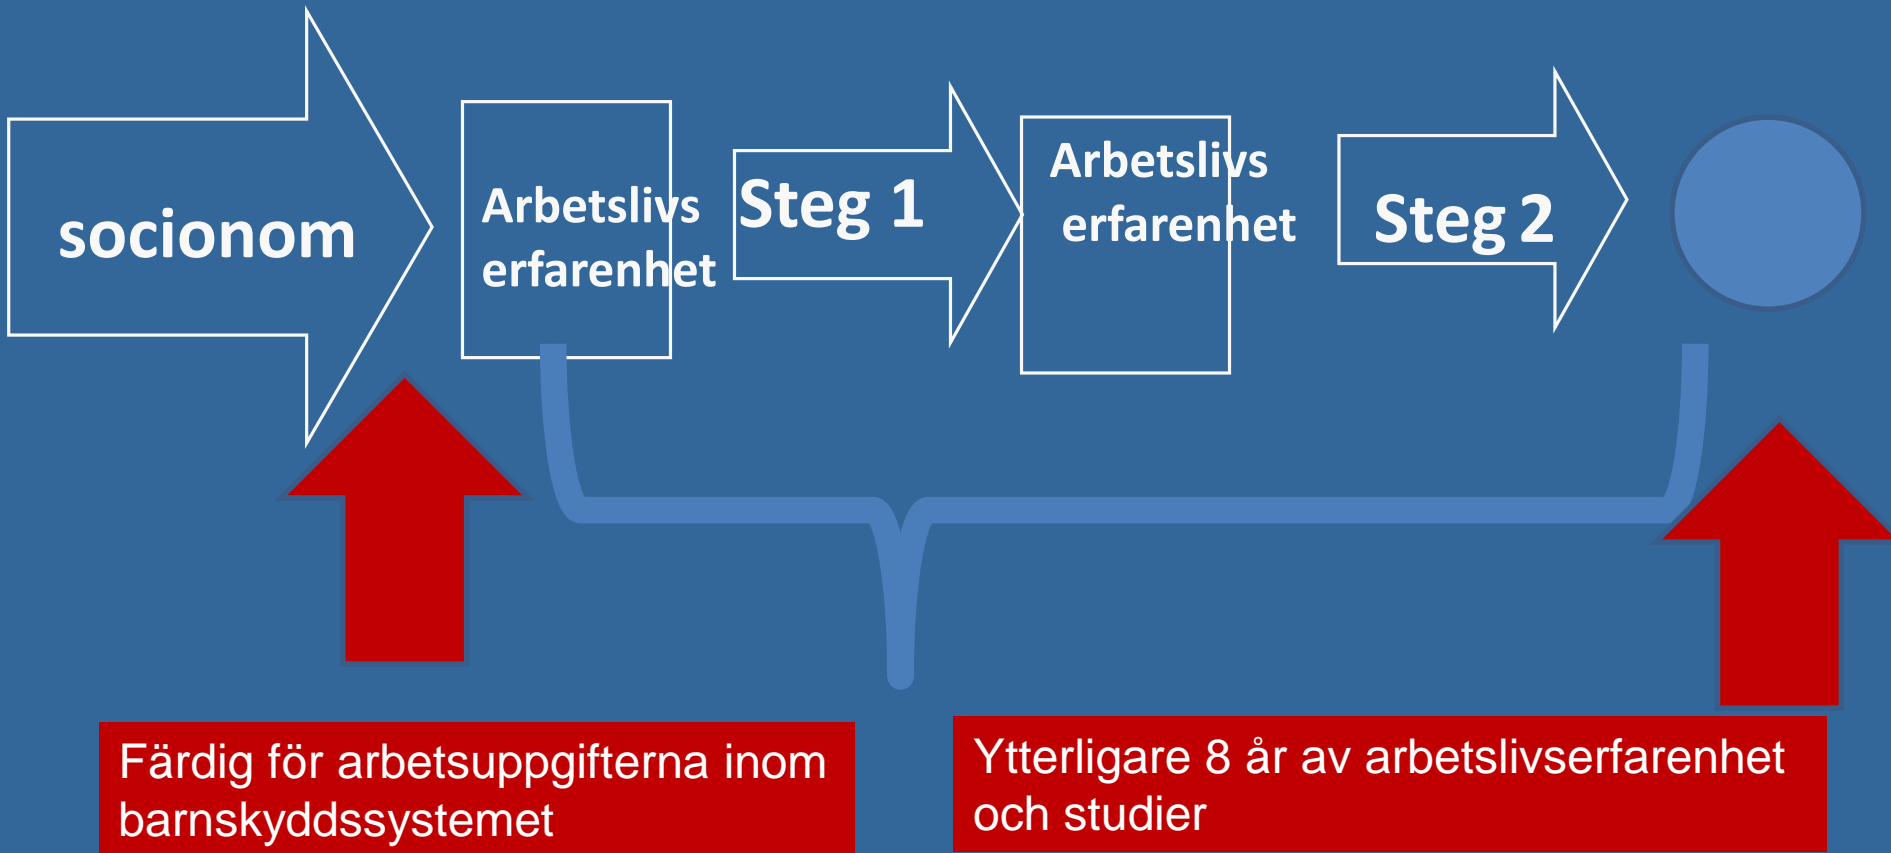 socionom
Arbetslivs
erfarenhet
Steg 1
Arbetslivs
erfarenhet
Steg 2
Färdig för arbetsuppgifterna inom
barnskyddssystemet
Ytterligare 8 år av arbetslivserfarenhet
och studier